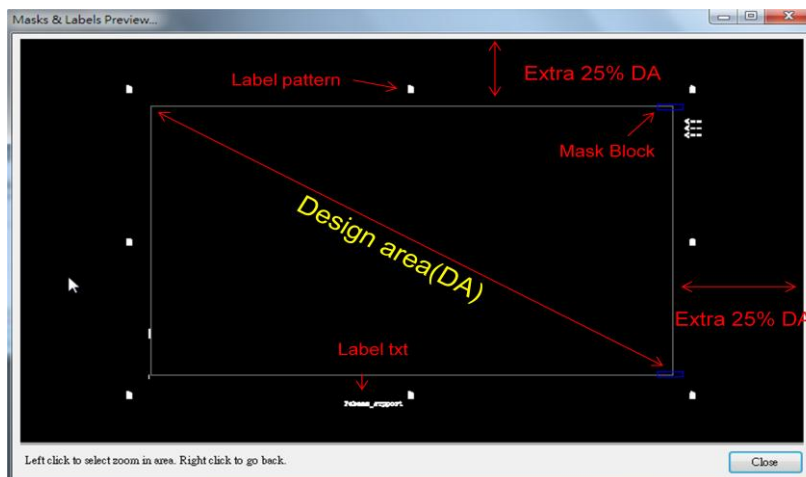 Masks & Labels Preview...
Extra 25% DA
Label pattern
Mask Block
Design area(DA)
Extra 25% DA
Label txt
Left click to select zoom in area. Right click to go back.
Close